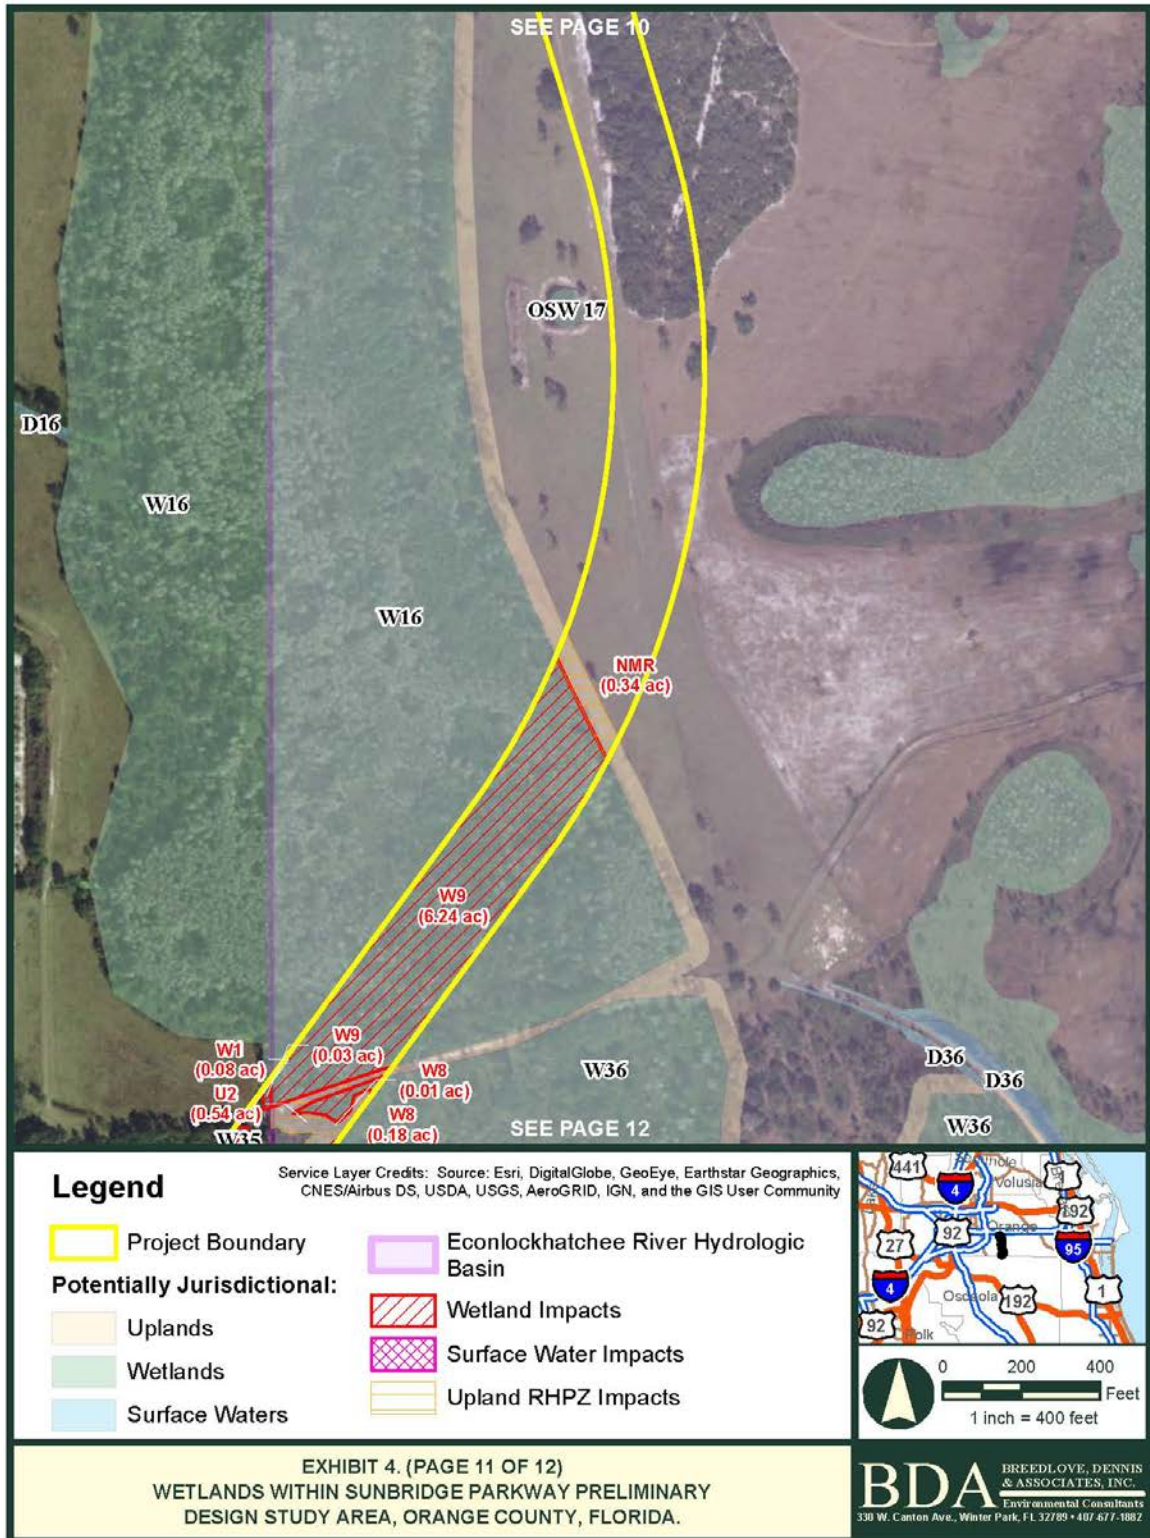 SEE PAGE 10
OSW 17
D16
W16
W16
NMR
(0.34 ac)
W9
(6.24 ac)
W9
(0.03 ac)
W1
(0.08 ac)
W8
(0.01 ac)
U2
(0.54 ac)
W8
(0.18 ac)
W35
W36
D36
D36
W36
SEE PAGE 12
Legend
Service Layer Credits: Source: Esri, DigitalGlobe, GeoEye, Earthstar Geographics,
CNES/Airbus DS, USDA, USGS, AeroGRID, IGN, and the GIS User Community
Project Boundary
Potentially Jurisdictional:
Uplands
Wetlands
Surface Waters
Econlockhatchee River Hydrologic
Basin
Wetland Impacts
Surface Water Impacts
Upland RHPZ Impacts
441
4
Volusia
92
Orange
192
27
95
4
Osceola
192
1
92
Polk
0 200 400
Feet
1 inch = 400 feet
EXHIBIT 4. (PAGE 11 OF 12)
WETLANDS WITHIN SUNBRIDGE PARKWAY PRELIMINARY
DESIGN STUDY AREA, ORANGE COUNTY, FLORIDA.
BDA
BREEDLOVE, DENNIS
& ASSOCIATES, INC.
Environmental Consultants
330 W. Canton Ave., Winter Park, FL 32789 • 407-677-1882